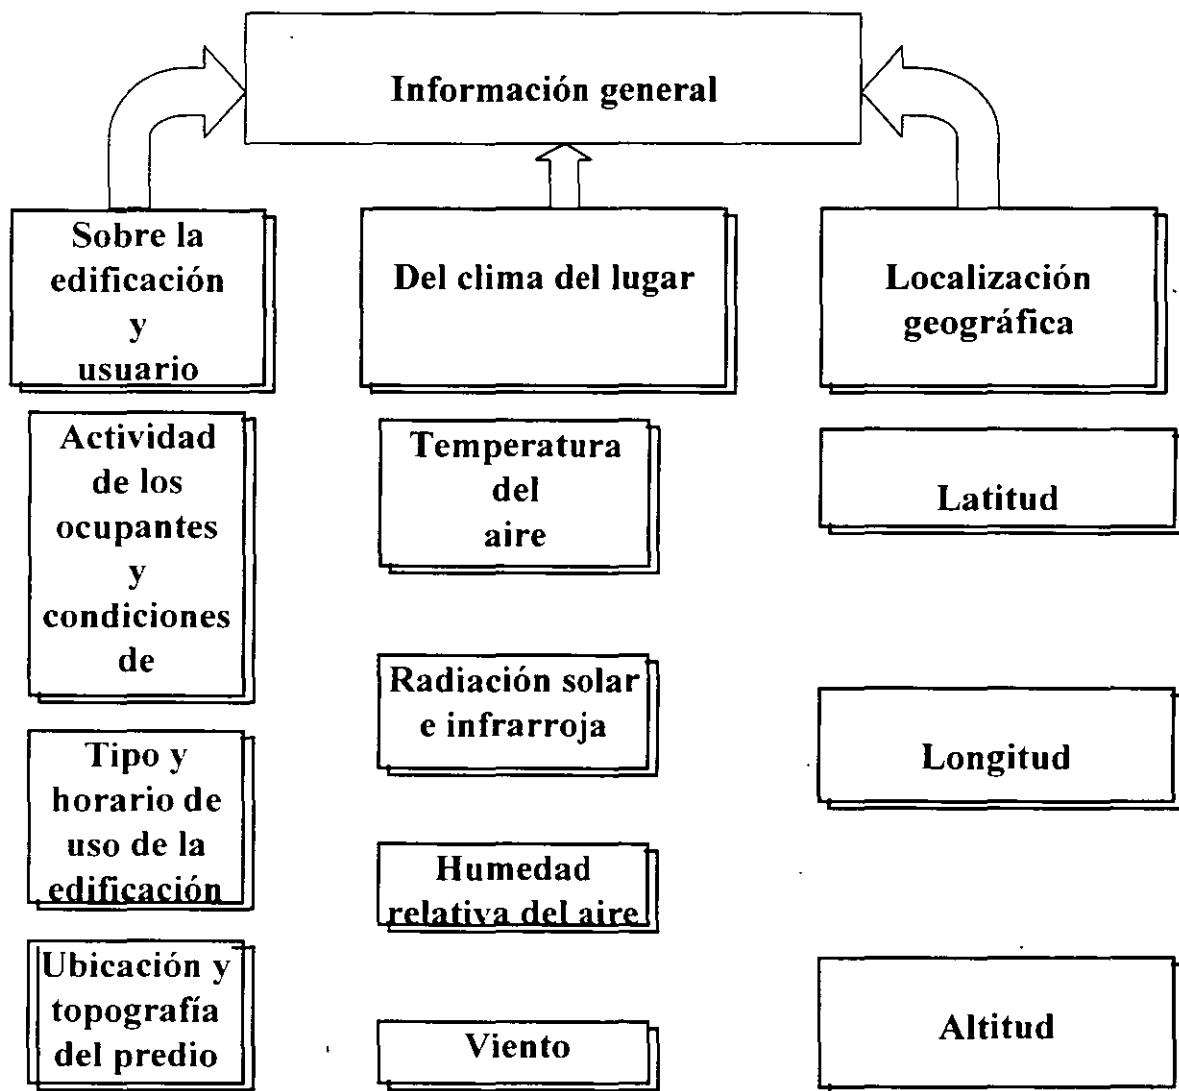 Información general
Sobre la
edificación
y
usuario
Del clima del lugar
Localización
geográfica
Actividad
de los
ocupantes
y
condiciones
de
Temperatura
del
aire
Latitud
Radiación solar
e infrarroja
Longitud
Tipo y
horario de
uso de la
edificación
Humedad
relativa del aire
Ubicación y
topografía
del predio
Viento
Altitud